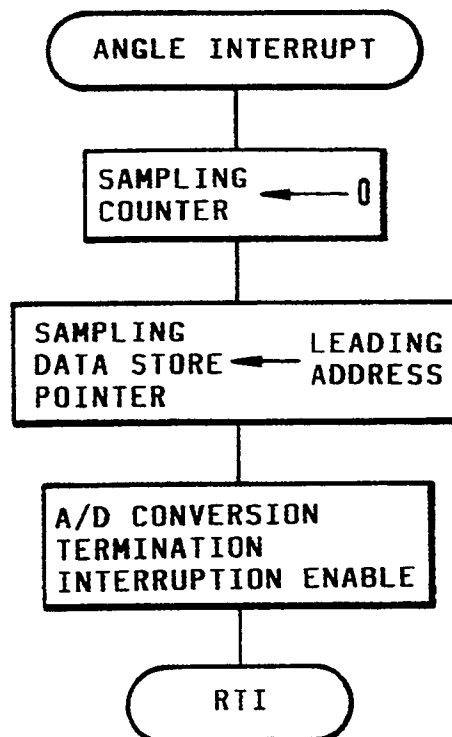 ANGLE INTERRUPT
SAMPLING COUNTER ← 0
SAMPLING DATA STORE POINTER ← LEADING ADDRESS
A/D CONVERSION
TERMINATION
INTERRUPTION ENABLE
RTI